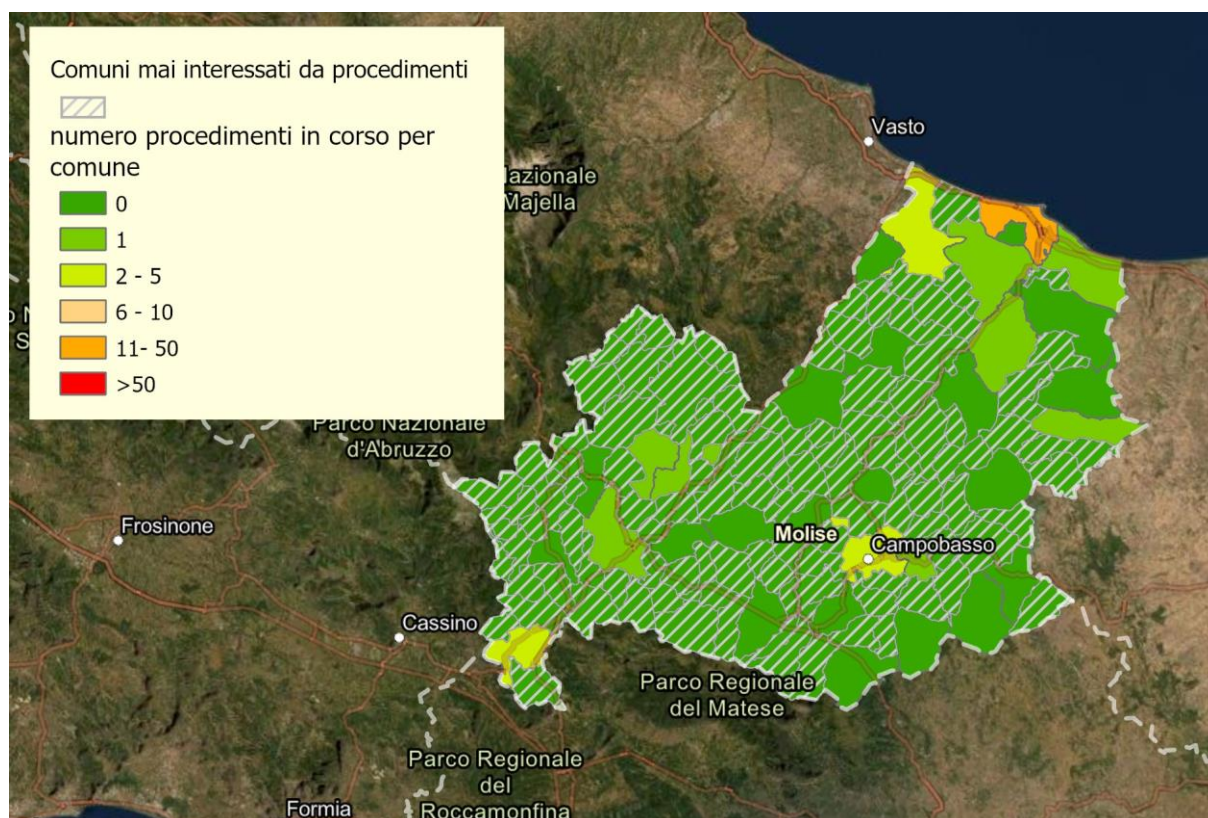 Comuni mai interessati da procedimenti
numero procedimenti in corso per
comune
0
1
2 - 5
6 - 10
11- 50
>50
Vasto
lazionale
Majella
Parco Nazionale
d'Abruzzo
Frosinone
Molise
Campobasso
Cassino
Parco Regionale
del Matese
Parco Regionale
del
Roccamonfina
Formia